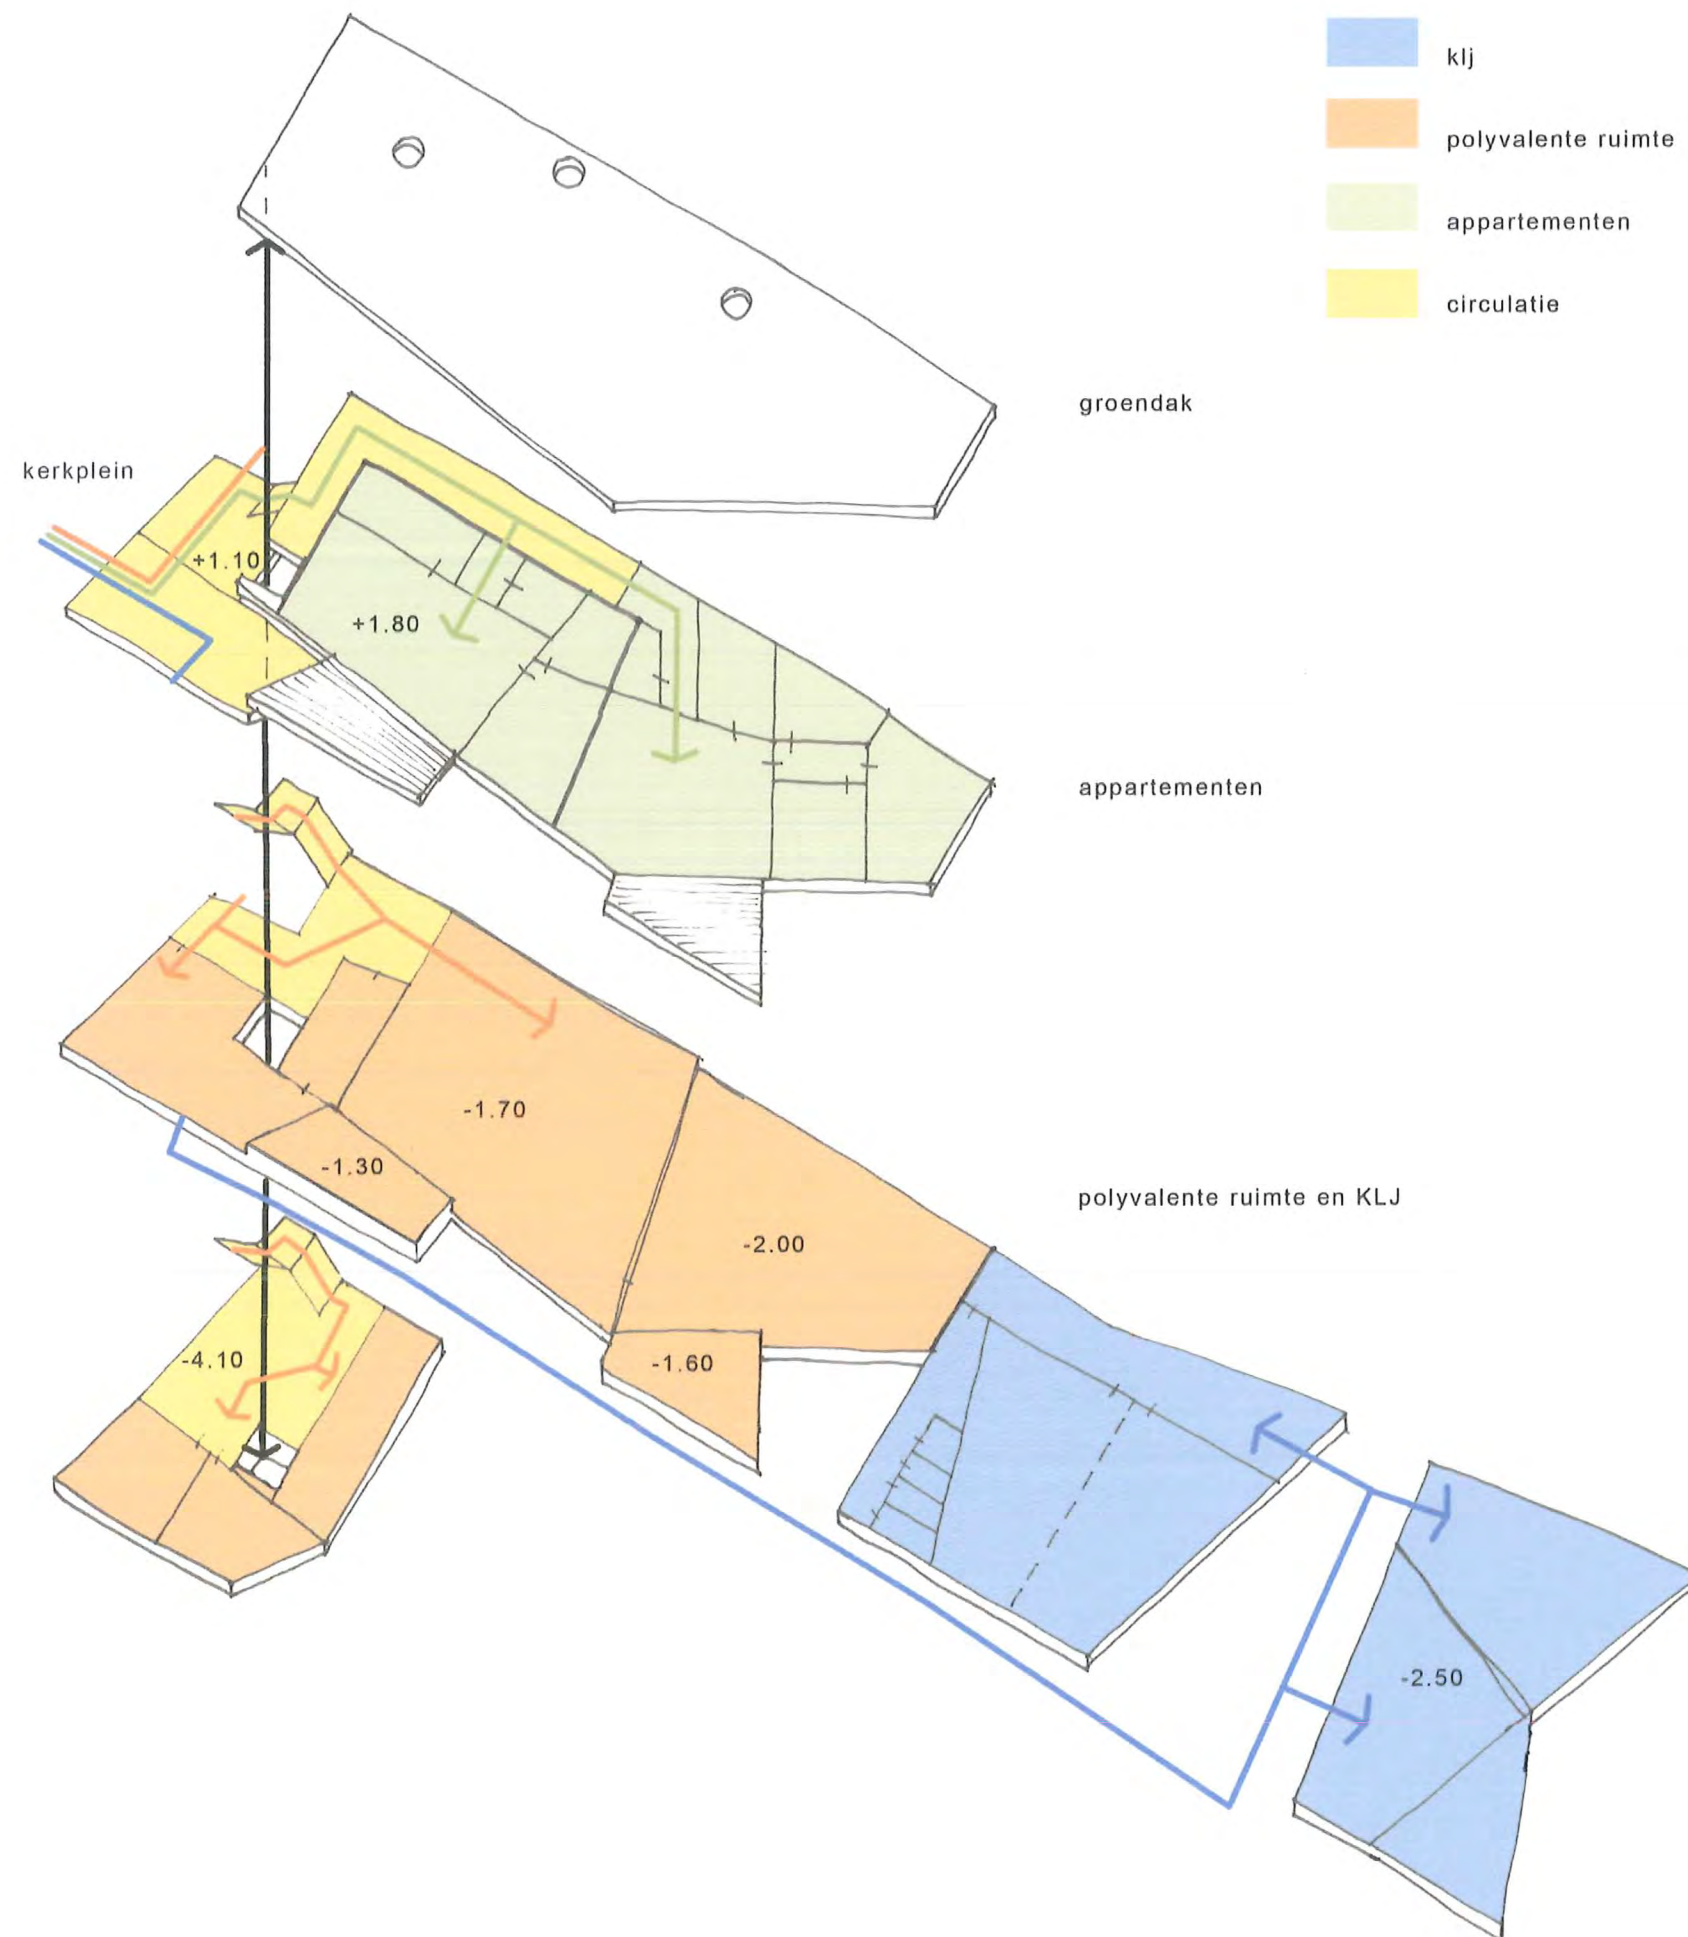 klj
polyvalente ruimte
appartementen
circulatie
groendak
kerkplein
+1.10
+1.80
appartementen
-1.70
-1.30
polyvalente ruimte en KLJ
-2.00
-4.10
-1.60
-2.50